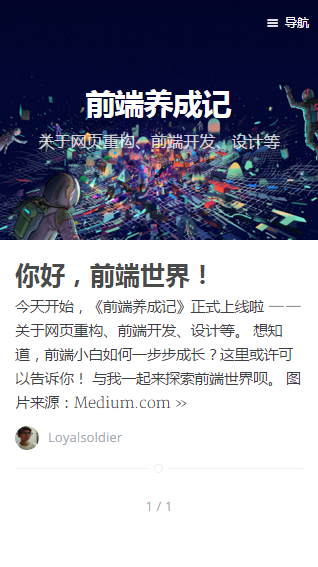 导航
前端养成记
关于网页重构、前端开发、设计等
你好，前端世界！
今天开始，《前端养成记》正式上线啦 ——
关于网页重构、前端开发、设计等。 想知
道，前端小白如何一步步成长？这里或许可
以告诉你！ 与我一起来探索前端世界呗。 图
片来源：Medium.com »
Loyalsoldier
1 / 1